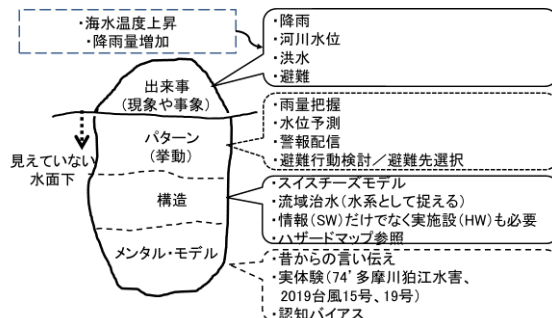 ・海水温度上昇
・降雨量増加
・降雨
・河川水位
・洪水
・避難
出来事
(現象や事象)
見えていない
水面下
パターン
(挙動)
・雨量把握
・水位予測
・警報配信
・避難行動検討/避難先選択
構造
・スイスチーズモデル
・流域治水(水系として捉える)
・情報(SW)だけでなく実施設(HW)も必要
・ハザードマップ参照
メンタル・モデル
・昔からの言い伝え
・実体験(74’多摩川狛江水害、
2019台風15号、19号)
・認知バイアス